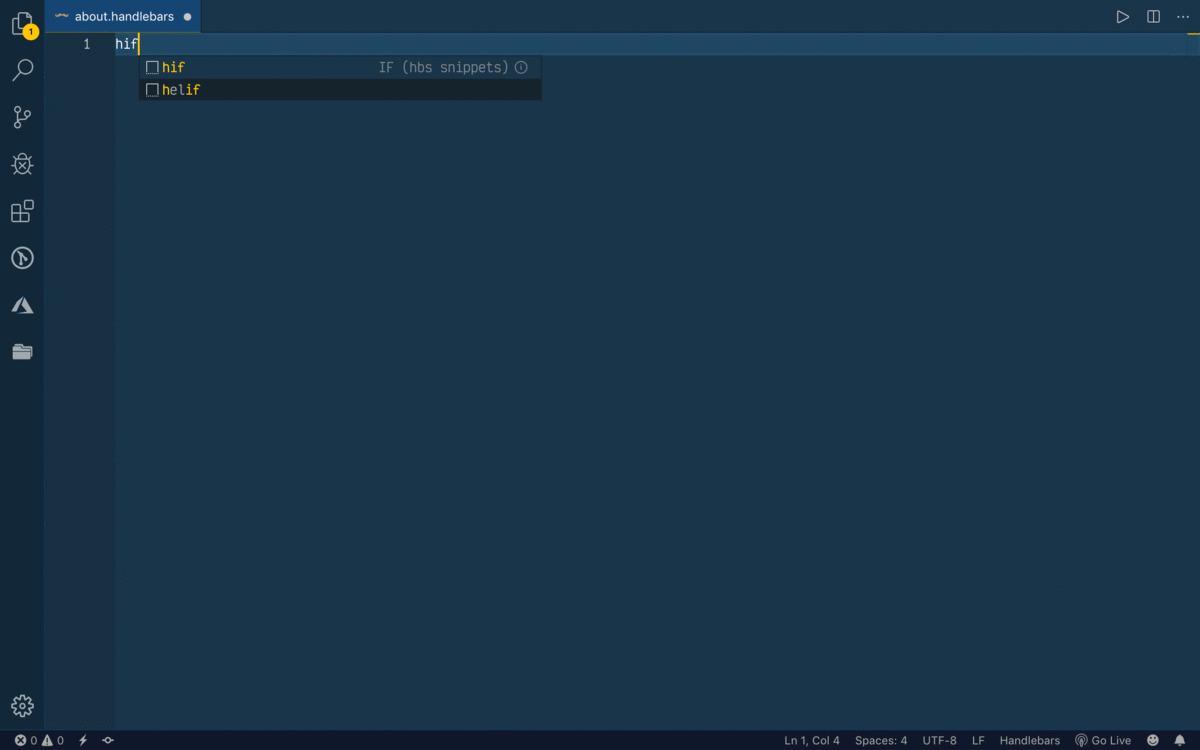 about.handlebars
1
1 hif
hif IF (hbs snippets)
helif
0 0 Ln 1, Col 4 Spaces: 4 UTF-8 LF Handlebars Go Live